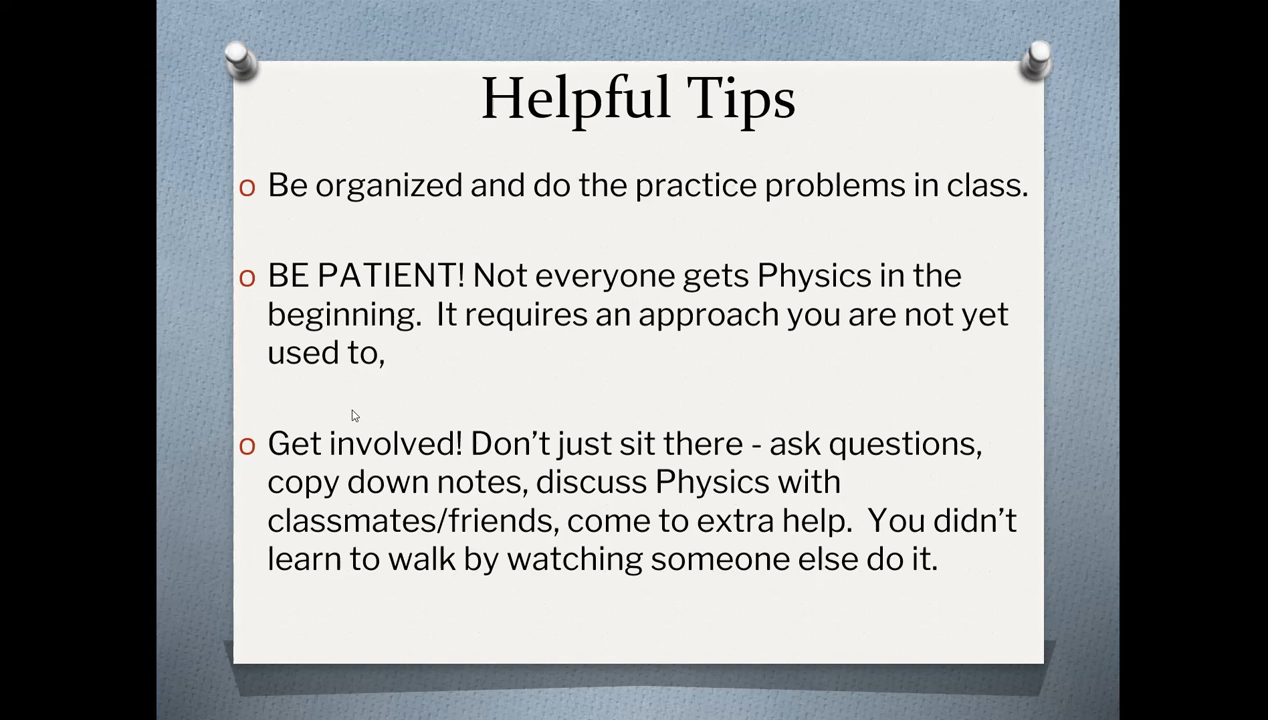 Helpful Tips
o Be organized and do the practice problems in class.
o BE PATIENT! Not everyone gets Physics in the
beginning.  It requires an approach you are not yet
used to,
o Get involved! Don’t just sit there - ask questions,
copy down notes, discuss Physics with
classmates/friends, come to extra help.  You didn’t
learn to walk by watching someone else do it.